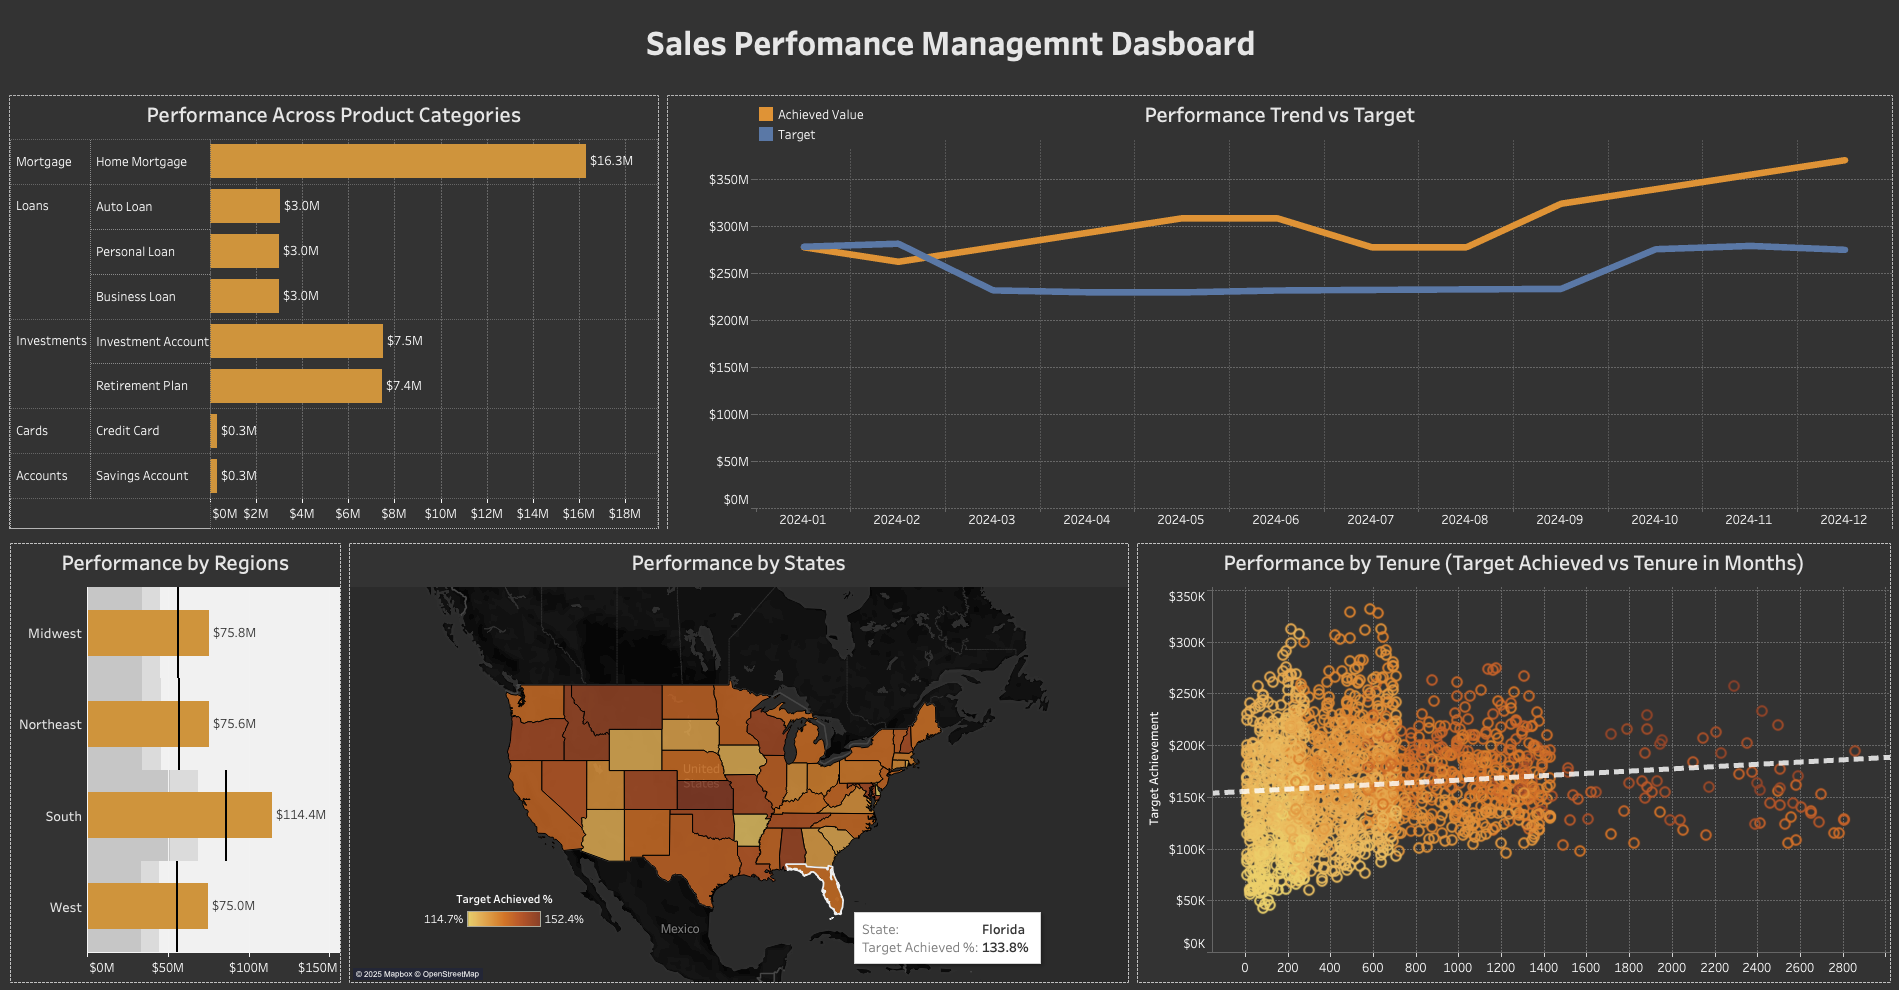 Sales Perfomance Managemnt Dasboard
Performance Across Product Categories
Mortgage Home Mortgage $16.3M
Loans Auto Loan $3.0M
Personal Loan $3.0M
Business Loan $3.0M
Investments Investment Account $7.5M
Retirement Plan $7.4M
Cards Credit Card $0.3M
Accounts Savings Account $0.3M
$0M $2M $4M $6M $8M $10M $12M $14M $16M $18M
Performance Trend vs Target
Achieved Value
Target
$350M
$300M
$250M
$200M
$150M
$100M
$50M
$0M
2024-01 2024-02 2024-03 2024-04 2024-05 2024-06 2024-07 2024-08 2024-09 2024-10 2024-11 2024-12
Performance by Regions
Midwest $75.8M
Northeast $75.6M
South $114.4M
West $75.0M
$0M $50M $100M $150M
Performance by States
United
States
Mexico
Target Achieved %
114.7% 152.4%
State: Florida
Target Achieved %: 133.8%
© 2025 Mapbox © OpenStreetMap
Performance by Tenure (Target Achieved vs Tenure in Months)
Target Achievement
$350K
$300K
$250K
$200K
$150K
$100K
$50K
$0K
0 200 400 600 800 1000 1200 1400 1600 1800 2000 2200 2400 2600 2800